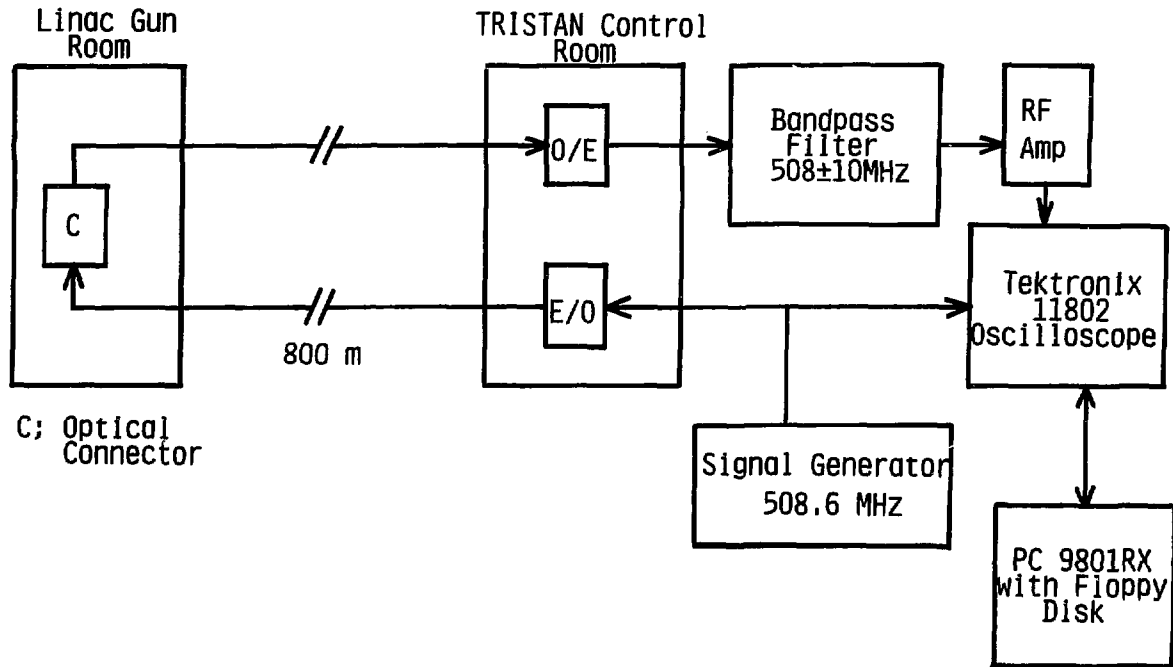 Linac Gun
Room
TRISTAN Control
Room
O/E
Bandpass
Filter
508±10MHz
RF
Amp
C
E/O
800 m
Tektronix
11802
Oscilloscope
C; Optical
Connector
Signal Generator
508.6 MHz
PC 9801RX
with Floppy
Disk